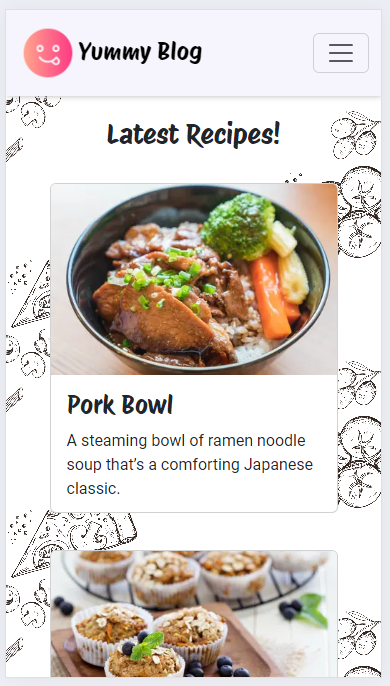 Yummy Blog
Latest Recipes!
Pork Bowl
A steaming bowl of ramen noodle
soup that’s a comforting Japanese
classic.